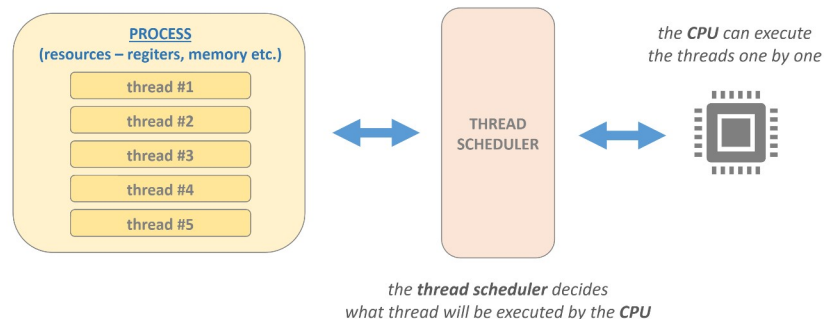 PROCESS
(resources – regiters, memory etc.)
thread #1
thread #2
thread #3
thread #4
thread #5
THREAD
SCHEDULER
the CPU can execute
the threads one by one
the thread scheduler decides
what thread will be executed by the CPU